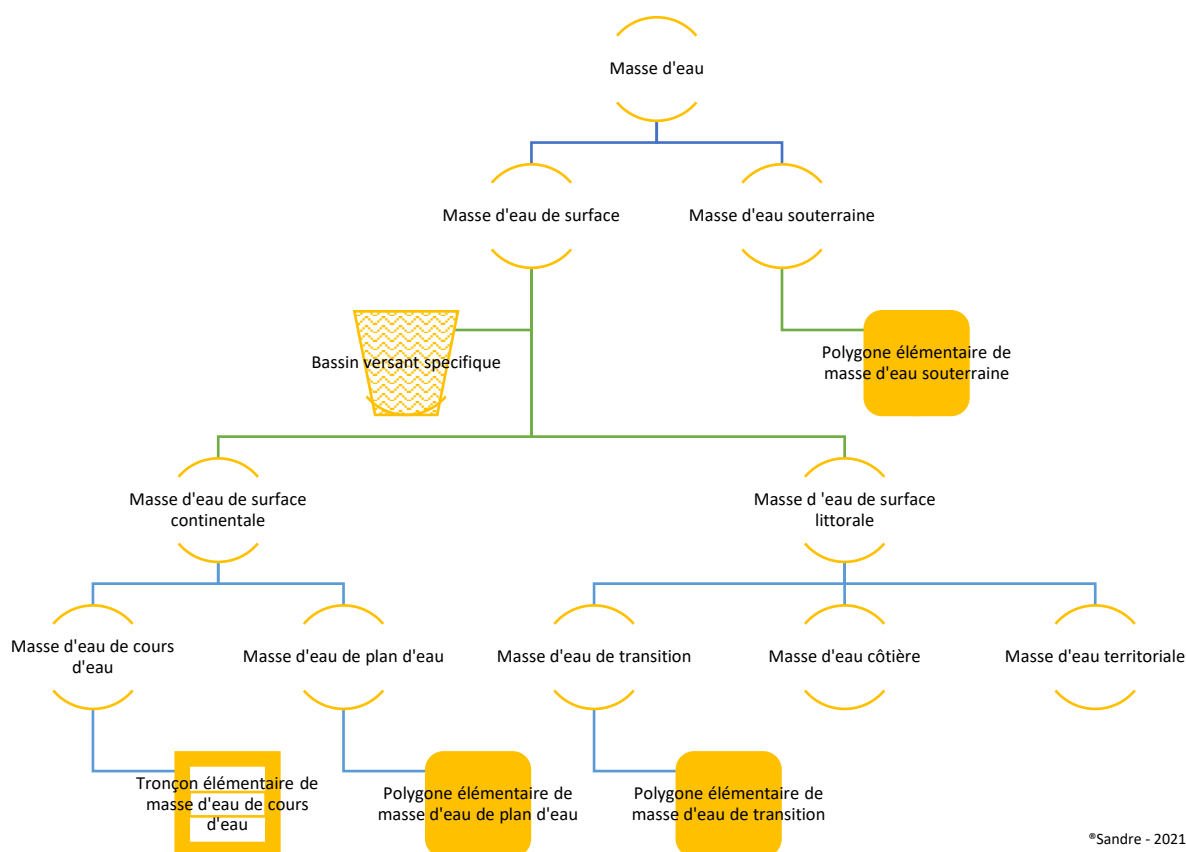 Masse d'eau
Masse d'eau de surface
Masse d'eau souterraine
Bassin versant specifique
Polygone élémentaire de
masse d'eau souterraine
Masse d'eau de surface
continentale
Masse d 'eau de surface
littorale
Masse d'eau de cours
d'eau
Masse d'eau de plan d'eau
Masse d'eau de transition
Masse d'eau côtière
Masse d'eau territoriale
Tronçon élémentaire de
masse d'eau de cours
d'eau
Polygone élémentaire de
masse d'eau de plan d'eau
Polygone élémentaire de
masse d'eau de transition
®Sandre - 2021